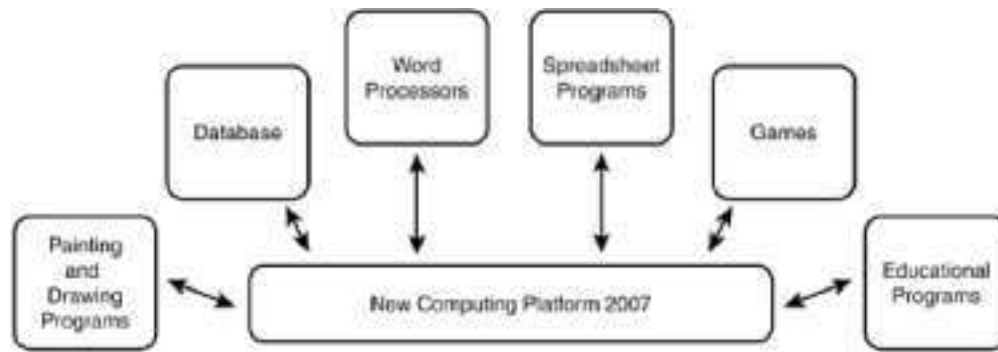 Word
Processors
Spreadsheet
Programs
Database
Games
Painting
and
Drawing
Programs
New Computing Platform 2007
Educational
Programs